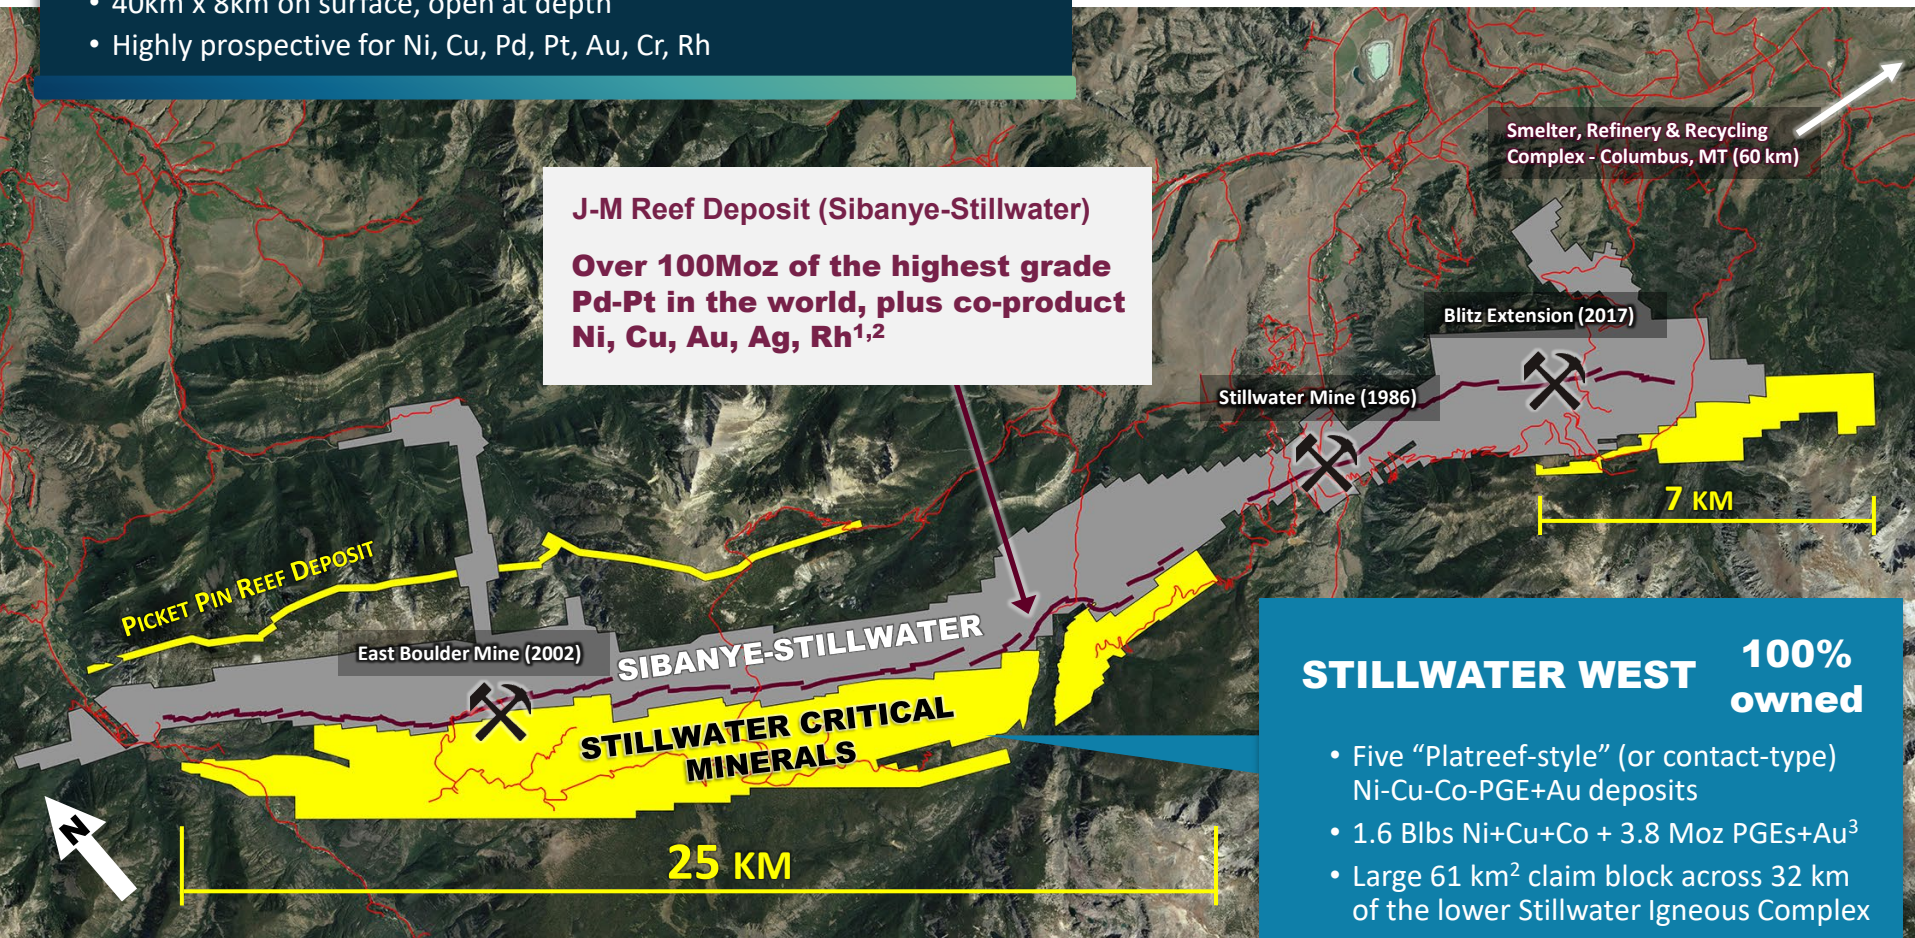 • 40km x 8km on surface, open at depth
• Highly prospective for Ni, Cu, Pd, Pt, Au, Cr, Rh
Smelter, Refinery & Recycling
Complex - Columbus, MT (60 km)
J-M Reef Deposit (Sibanye-Stillwater)
Over 100Moz of the highest grade
Pd-Pt in the world, plus co-product
Ni, Cu, Au, Ag, Rh1,2
Blitz Extension (2017)
Stillwater Mine (1986)
7 KM
PICKET PIN REEF DEPOSIT
East Boulder Mine (2002)
SIBANYE-STILLWATER
STILLWATER CRITICAL
MINERALS
N
25 KM
STILLWATER WEST
100%
owned
• Five “Platreef-style” (or contact-type)
Ni-Cu-Co-PGE+Au deposits
• 1.6 Blbs Ni+Cu+Co + 3.8 Moz PGEs+Au3
• Large 61 km2 claim block across 32 km
of the lower Stillwater Igneous Complex